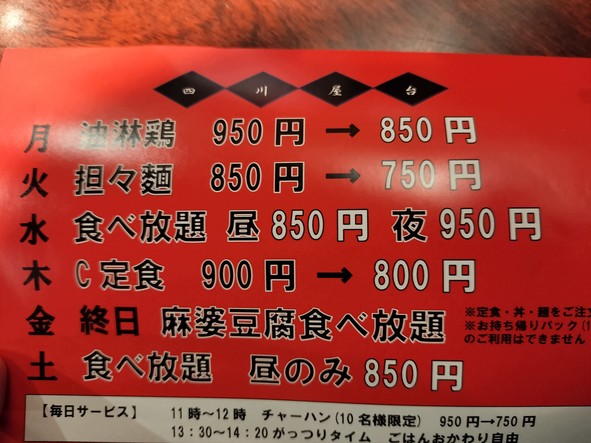 四川屋台
月 油淋鶏 950円 → 850円
火 担々麺 850円 → 750円
水 食べ放題 昼850円 夜950円
木 C定食 900円 → 800円
金 終日 麻婆豆腐食べ放題
※定食・丼・麺をご注文
※お持ち帰りパック(1
のご利用はできません
土 食べ放題 昼のみ850円
【毎日サービス】 11時〜12時 チャーハン(10名様限定) 950円→750円
13:30〜14:20がっつりタイム ごはんおかわり自由